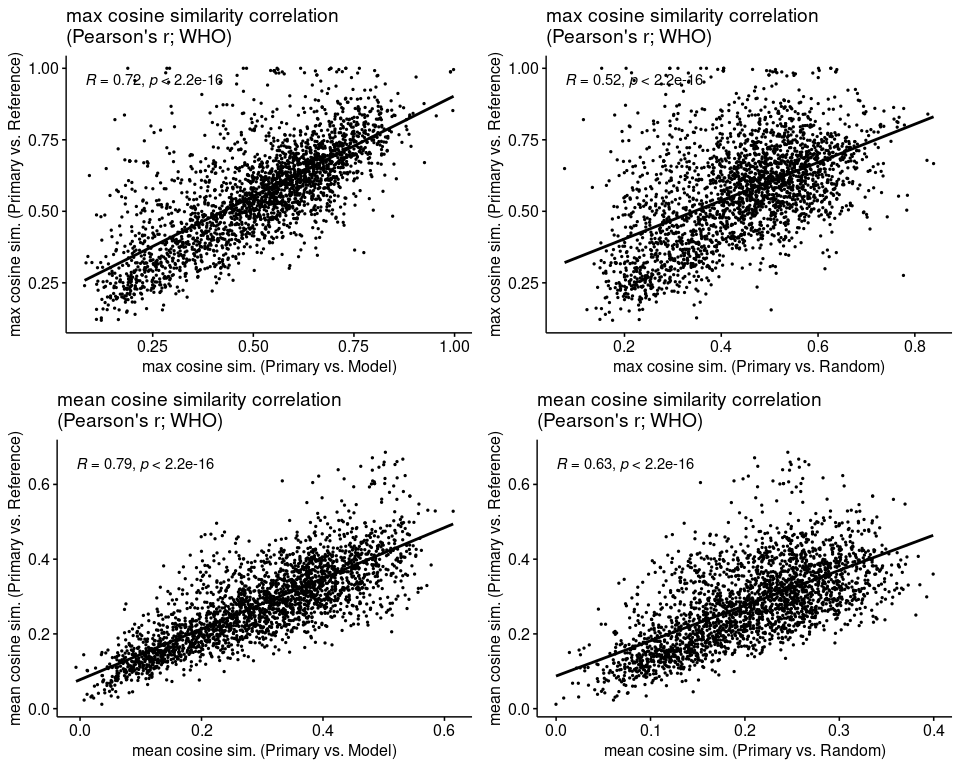 max cosine similarity correlation
(Pearson's r; WHO)
R = 0.72, p < 2.2e-16
1.00
0.75
0.50
0.25
0.25 0.50 0.75 1.00
max cosine sim. (Primary vs. Model)
max cosine sim. (Primary vs. Reference)
max cosine similarity correlation
(Pearson's r; WHO)
R = 0.52, p < 2.2e-16
1.00
0.75
0.50
0.25
0.2 0.4 0.6 0.8
max cosine sim. (Primary vs. Random)
max cosine sim. (Primary vs. Reference)
mean cosine similarity correlation
(Pearson's r; WHO)
R = 0.79, p < 2.2e-16
0.6
0.4
0.2
0.0
0.0 0.2 0.4 0.6
mean cosine sim. (Primary vs. Model)
mean cosine sim. (Primary vs. Reference)
mean cosine similarity correlation
(Pearson's r; WHO)
R = 0.63, p < 2.2e-16
0.6
0.4
0.2
0.0
0.0 0.1 0.2 0.3 0.4
mean cosine sim. (Primary vs. Random)
mean cosine sim. (Primary vs. Reference)